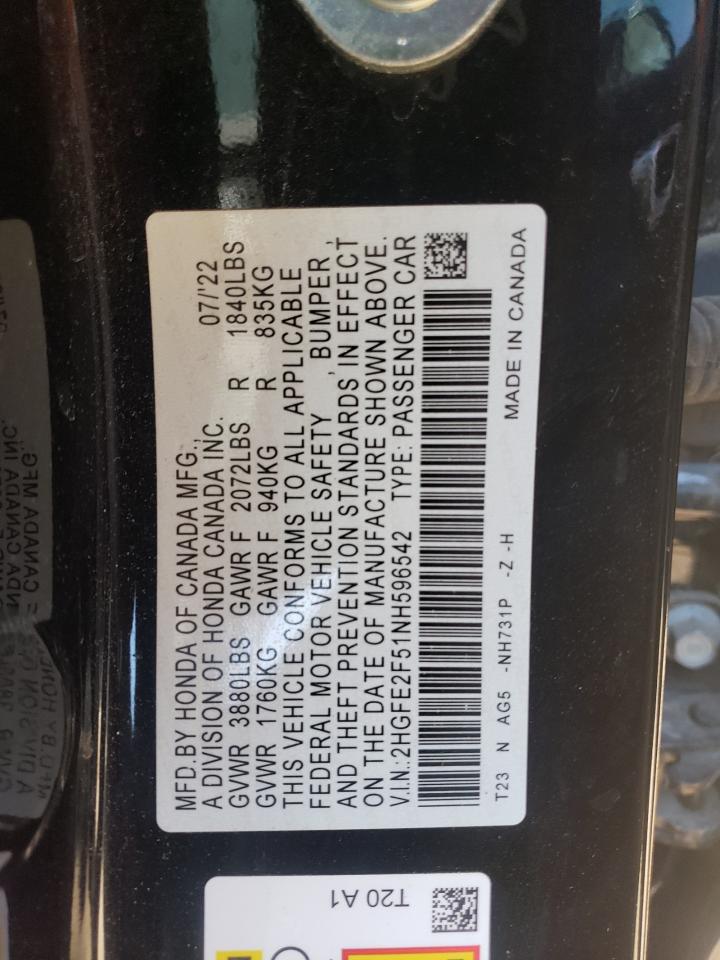 MFD.BY HONDA OF CANADA MFG., 07/'22
A DIVISION OF HONDA CANADA INC.
GVWR 3880LBS GAWR F 2072LBS R 1840LBS
GVWR 1760KG GAWR F 940KG R 835KG
THIS VEHICLE CONFORMS TO ALL APPLICABLE
FEDERAL MOTOR VEHICLE SAFETY , BUMPER ,
AND THEFT PREVENTION STANDARDS IN EFFECT
ON THE DATE OF MANUFACTURE SHOWN ABOVE.
V.I.N.:2HGFE2F51NH596542 TYPE: PASSENGER CAR
T23 N AG5 -NH731P -Z -H MADE IN CANADA
T20 A1